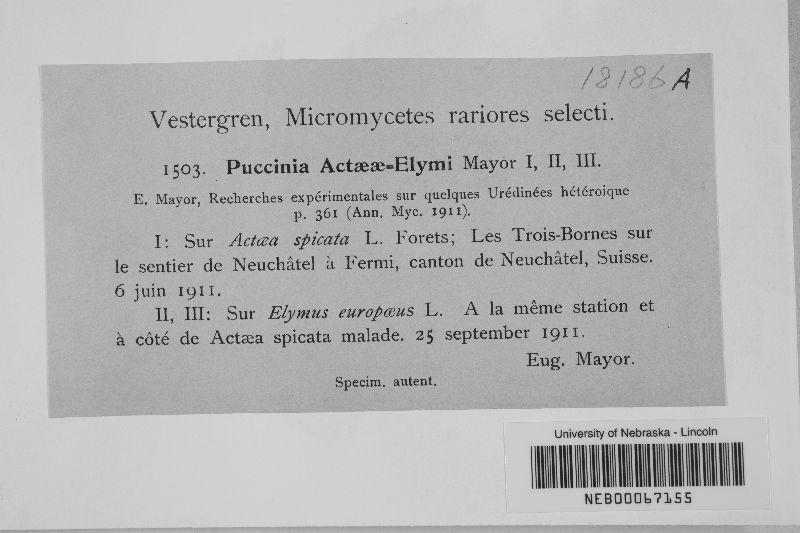 18186 A
Vestergren, Micromycetes rariores selecti.
1503. Puccinia Actææ-Elymi Mayor I, II, III.
E. Mayor, Recherches expérimentales sur quelques Urédinées hétéroique
p. 361 (Ann. Myc. 1911).
I: Sur Actæa spicata L. Forets; Les Trois-Bornes sur
le sentier de Neuchâtel à Fermi, canton de Neuchâtel, Suisse.
6 juin 1911.
II, III: Sur Elymus europæus L. A la même station et
à côté de Actæa spicata malade. 25 september 1911.
Eug. Mayor.
Specim. autent.
University of Nebraska - Lincoln
NEB00067155